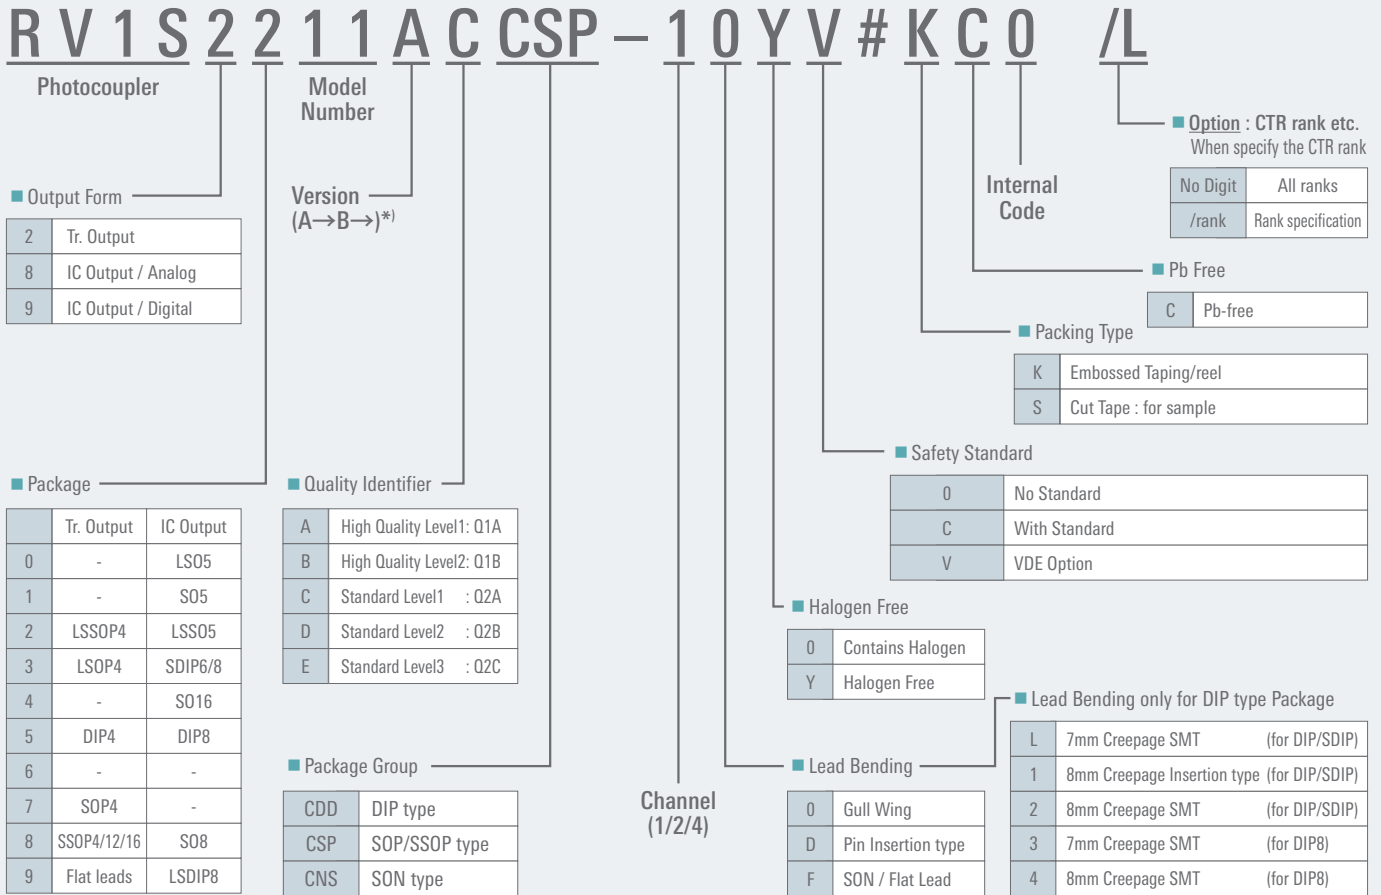 RV1S2211ACCSP–10YV#KC0 /L
Photocoupler
Model
Number
■ Option : CTR rank etc.
When specify the CTR rank
No Digit All ranks
/rank Rank specification
■ Output Form
2 Tr. Output
8 IC Output / Analog
9 IC Output / Digital
Version
(A→B→)*)
Internal
Code
■ Pb Free
C Pb-free
■ Packing Type
K Embossed Taping/reel
S Cut Tape : for sample
■ Safety Standard
0 No Standard
C With Standard
V VDE Option
■ Package
Tr. Output IC Output
0 - LSO5
1 - SO5
2 LSSOP4 LSSO5
3 LSOP4 SDIP6/8
4 - SO16
5 DIP4 DIP8
6 - -
7 SOP4 -
8 SSOP4/12/16 SO8
9 Flat leads LSDIP8
■ Quality Identifier
A High Quality Level1: Q1A
B High Quality Level2: Q1B
C Standard Level1 : Q2A
D Standard Level2 : Q2B
E Standard Level3 : Q2C
■ Package Group
CDD DIP type
CSP SOP/SSOP type
CNS SON type
Channel
(1/2/4)
■ Halogen Free
0 Contains Halogen
Y Halogen Free
■ Lead Bending
0 Gull Wing
D Pin Insertion type
F SON / Flat Lead
■ Lead Bending only for DIP type Package
L 7mm Creepage SMT (for DIP/SDIP)
1 8mm Creepage Insertion type (for DIP/SDIP)
2 8mm Creepage SMT (for DIP/SDIP)
3 7mm Creepage SMT (for DIP8)
4 8mm Creepage SMT (for DIP8)